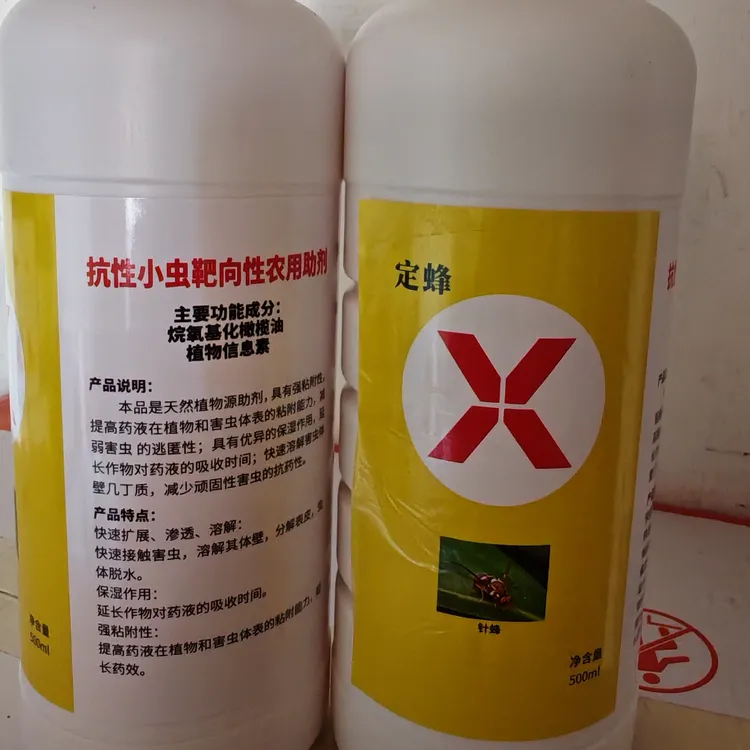 抗性小虫靶向性农用助剂
主要功能成分：
烷氧基化橄榄油
植物信息素
产品说明：
本品是天然植物源助剂，具有强粘附性，
提高药液在植物和害虫体表的粘附能力，减
弱害虫的逃匿性；具有优异的保湿作用，延
长作物对药液的吸收时间；快速溶解害虫体
壁几丁质，减少顽固性害虫的抗药性。
产品特点：
快速扩展、渗透、溶解：
快速接触害虫，溶解其体壁，分解表皮，虫
体脱水。
保湿作用：
延长作物对药液的吸收时间。
强粘附性：
提高药液在植物和害虫体表的粘附能力，延
长药效。
净含量
500ml
定蜂
X
针蜂
净含量
500ml